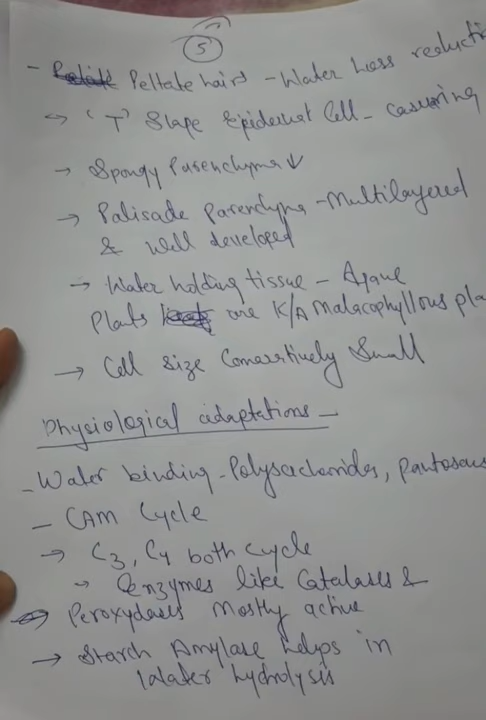 5
- Peltate hairs - Water Loss reducti
→ 'T' Shape Epidermal Cell - casuring
→ Spongy Parenchyma ↓
→ Palisade Parenchyma - Multilayered
& well developed
→ Water holding tissue - Agave
Plants are K/A Malacophyllous pla
→ Cell size Comparitively Small
Physiological adaptations -
- Water binding - Polysaccharides, pantosans
- CAM Cycle
→ C3, C4 both cycle
→ enzymes like Catalases &
Peroxydases Mostly active
→ Starch Amylase helps in
Water hydrolysis